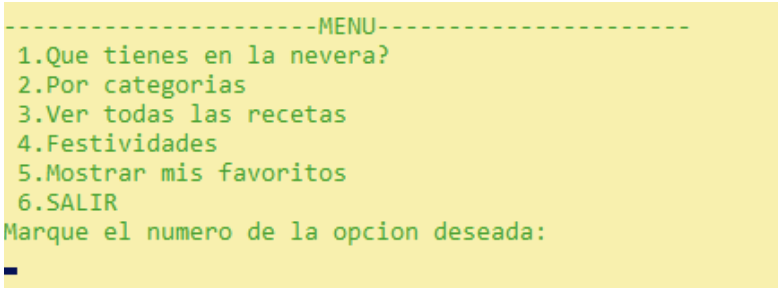 ----------------------MENU----------------------
1.Que tienes en la nevera?
2.Por categorias
3.Ver todas las recetas
4.Festividades
5.Mostrar mis favoritos
6.SALIR
Marque el numero de la opcion deseada: